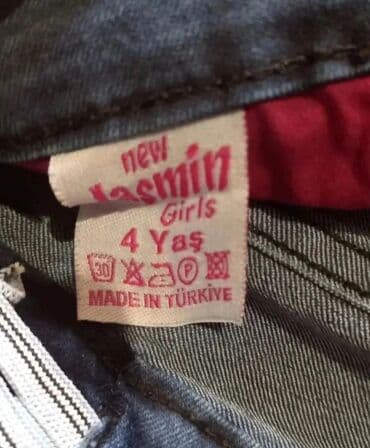 new
Jasmin
Girls
4 Yaş
30 P
MADE IN TÜRKİYE